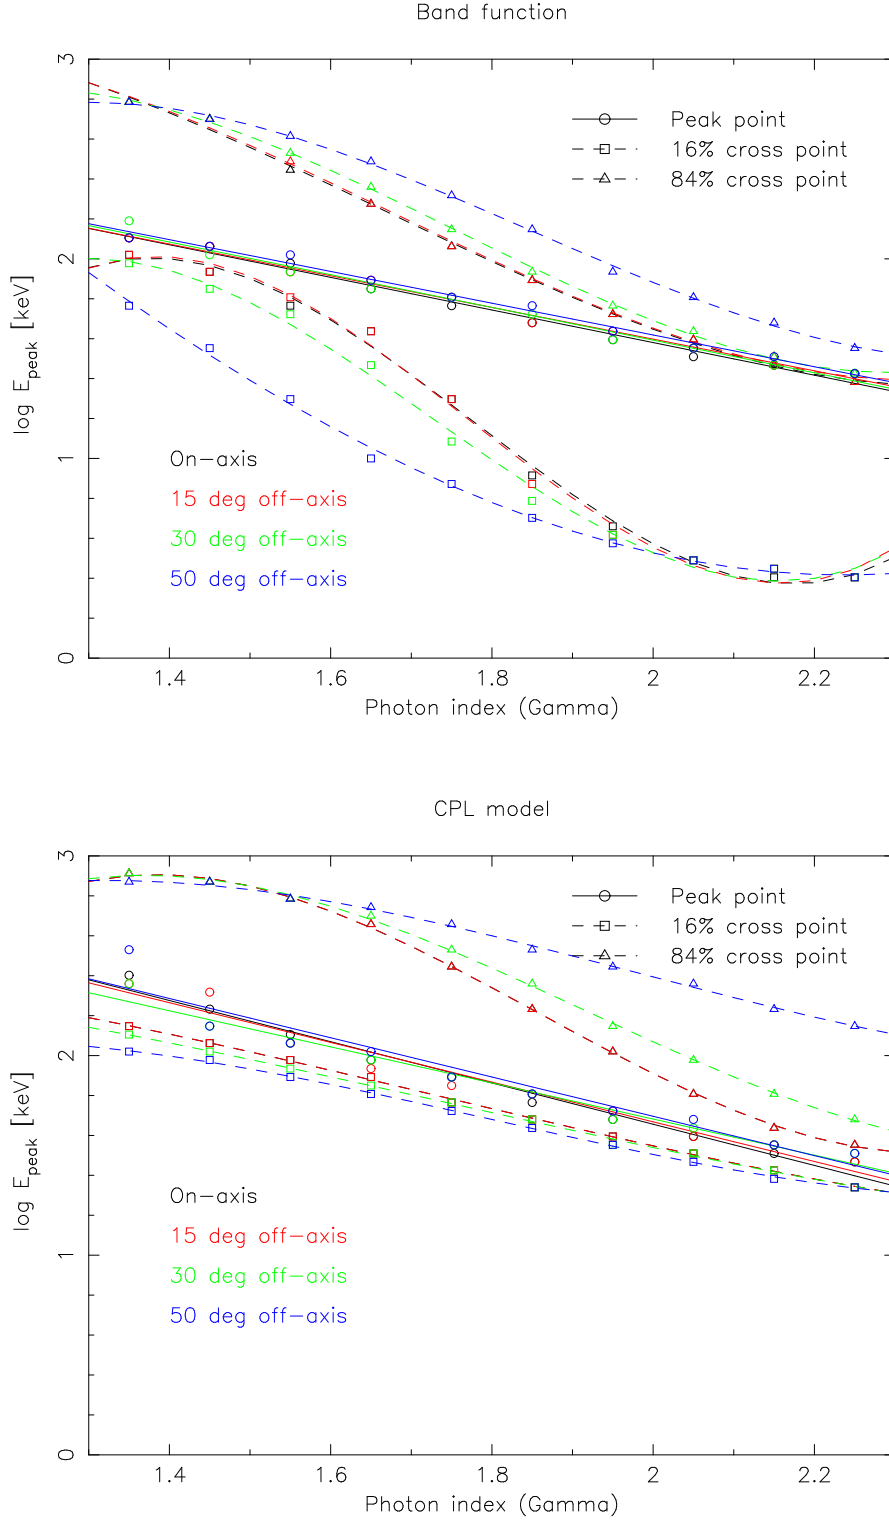 Band function
3
Peak point
16% cross point
84% cross point
2
log E_peak [keV]
1
On-axis
15 deg off-axis
30 deg off-axis
50 deg off-axis
0
1.4 1.6 1.8 2 2.2
Photon index (Gamma)
CPL model
3
Peak point
16% cross point
84% cross point
2
log E_peak [keV]
1
On-axis
15 deg off-axis
30 deg off-axis
50 deg off-axis
0
1.4 1.6 1.8 2 2.2
Photon index (Gamma)